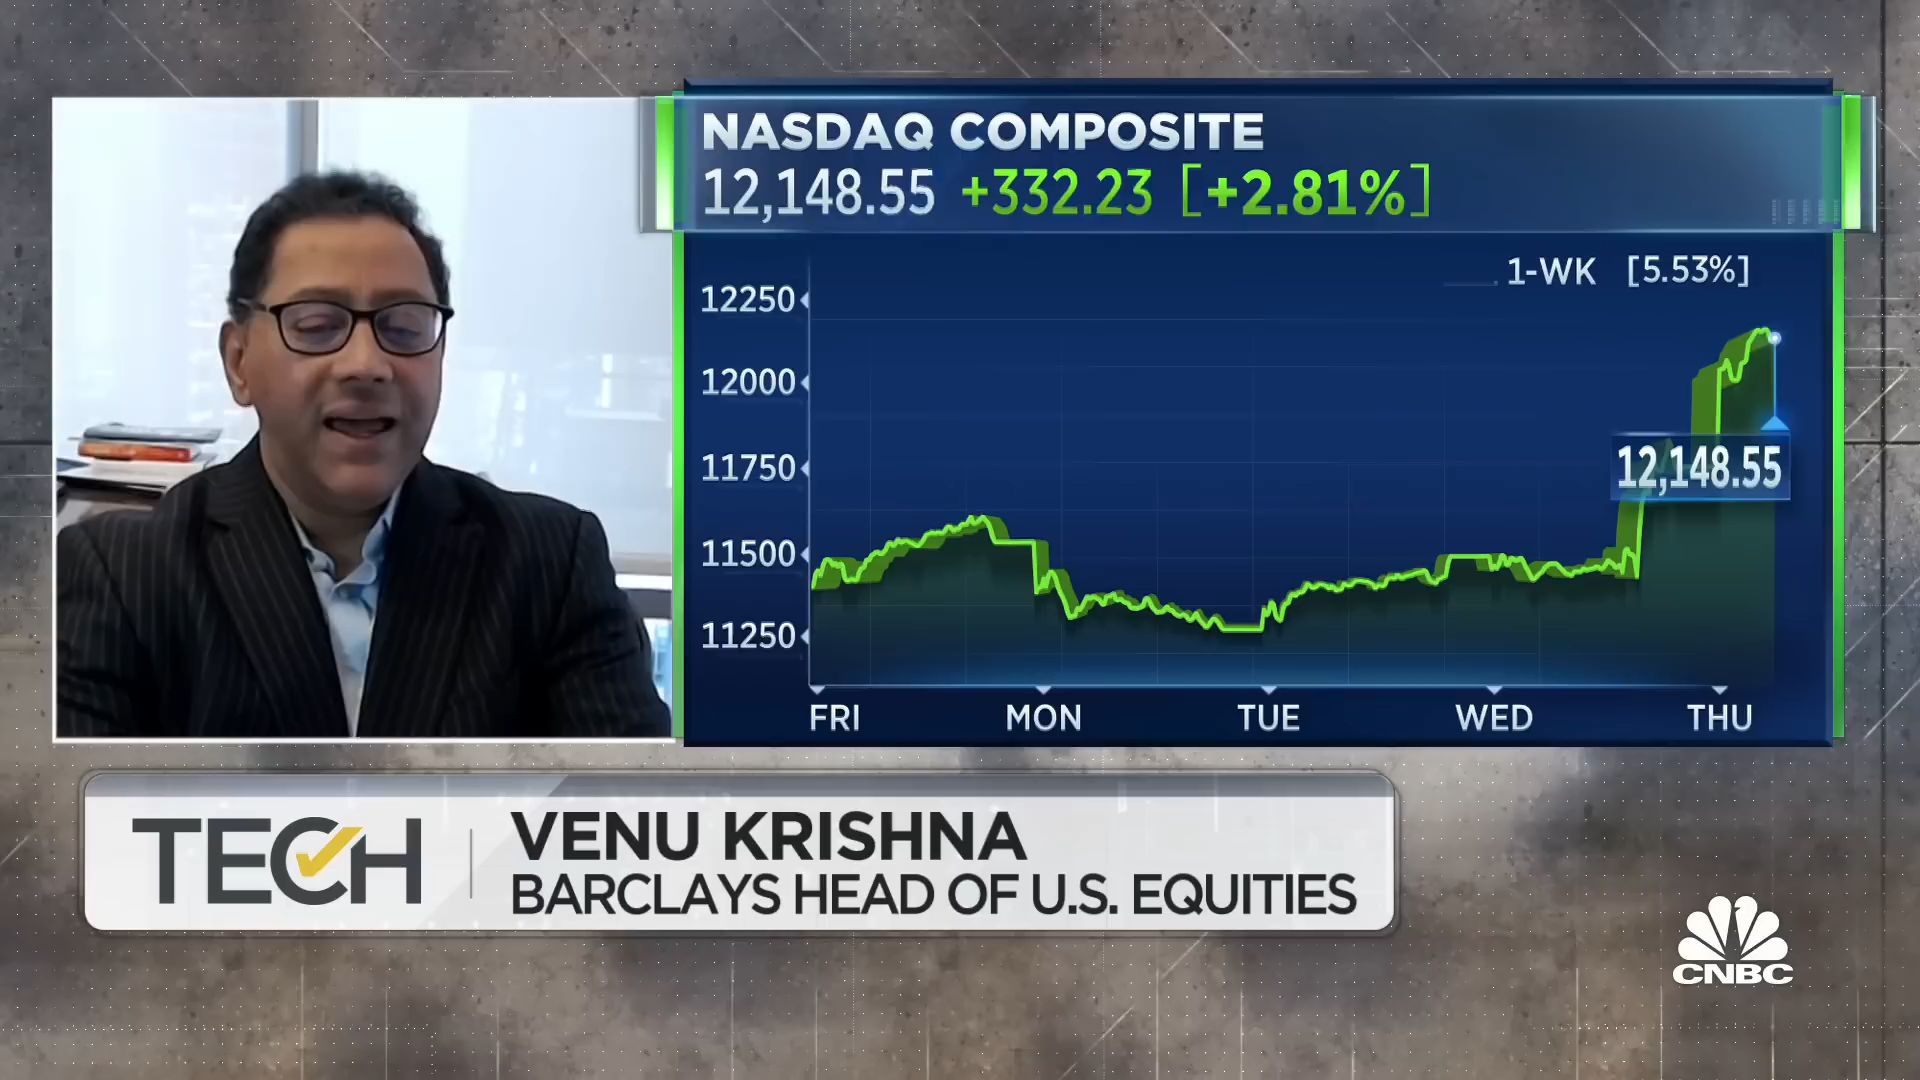 NASDAQ COMPOSITE
12,148.55 +332.23 [+2.81%]
1-WK [5.53%]
12250
12000
11750
11500
11250
12,148.55
FRI MON TUE WED THU
TECH
VENU KRISHNA
BARCLAYS HEAD OF U.S. EQUITIES
CNBC